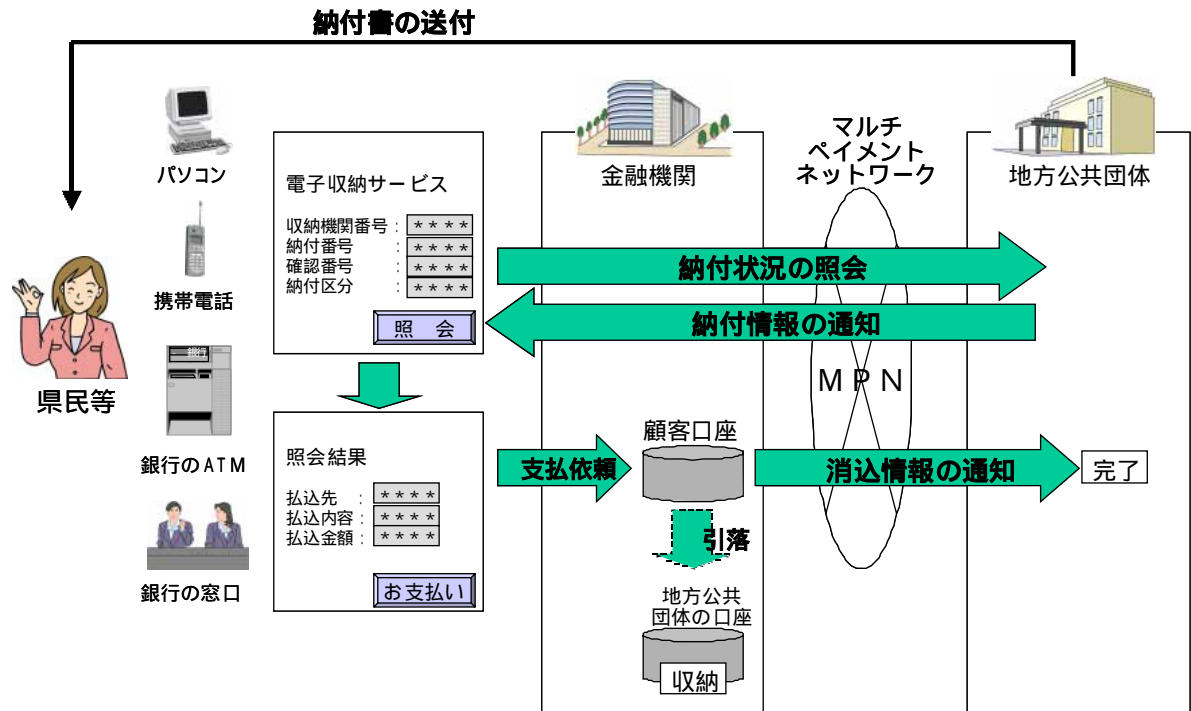 納付書の送付
パソコン
携帯電話
銀行
銀行のATM
銀行の窓口
県民等
電子収納サービス
収納機関番号：＊＊＊＊
納付番号　　：＊＊＊＊
確認番号　　：＊＊＊＊
納付区分　　：＊＊＊＊
照　会
照会結果
払込先　：＊＊＊＊
払込内容：＊＊＊＊
払込金額：＊＊＊＊
お支払い
金融機関
マルチ
ペイメント
ネットワーク
地方公共団体
納付状況の照会
納付情報の通知
ＭＰＮ
支払依頼
顧客口座
消込情報の通知
完了
引落
地方公共
団体の口座
収納